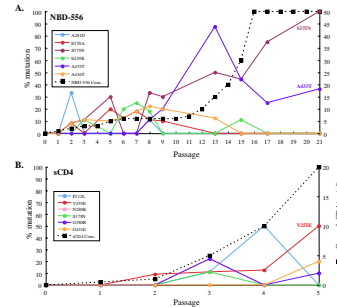 A.
NBD-556
A281D
S375A
S375N
E429K
A433T
A436T
NBD-556 Conc.
S375N
A433T
% mutation
100
90
80
70
60
50
40
30
20
10
0
50
45
40
35
30
25
20
15
10
5
0
0 1 2 3 4 5 6 7 8 9 10 11 12 13 14 15 16 17 18 19 20 21
Passage
B.
sCD4
P212L
V255E
N280K
S375N
G380E
G431E
sCD4 Conc.
V255E
% mutation
100
90
80
70
60
50
40
30
20
10
0
20
15
10
5
0
0 1 2 3 4 5
Passage